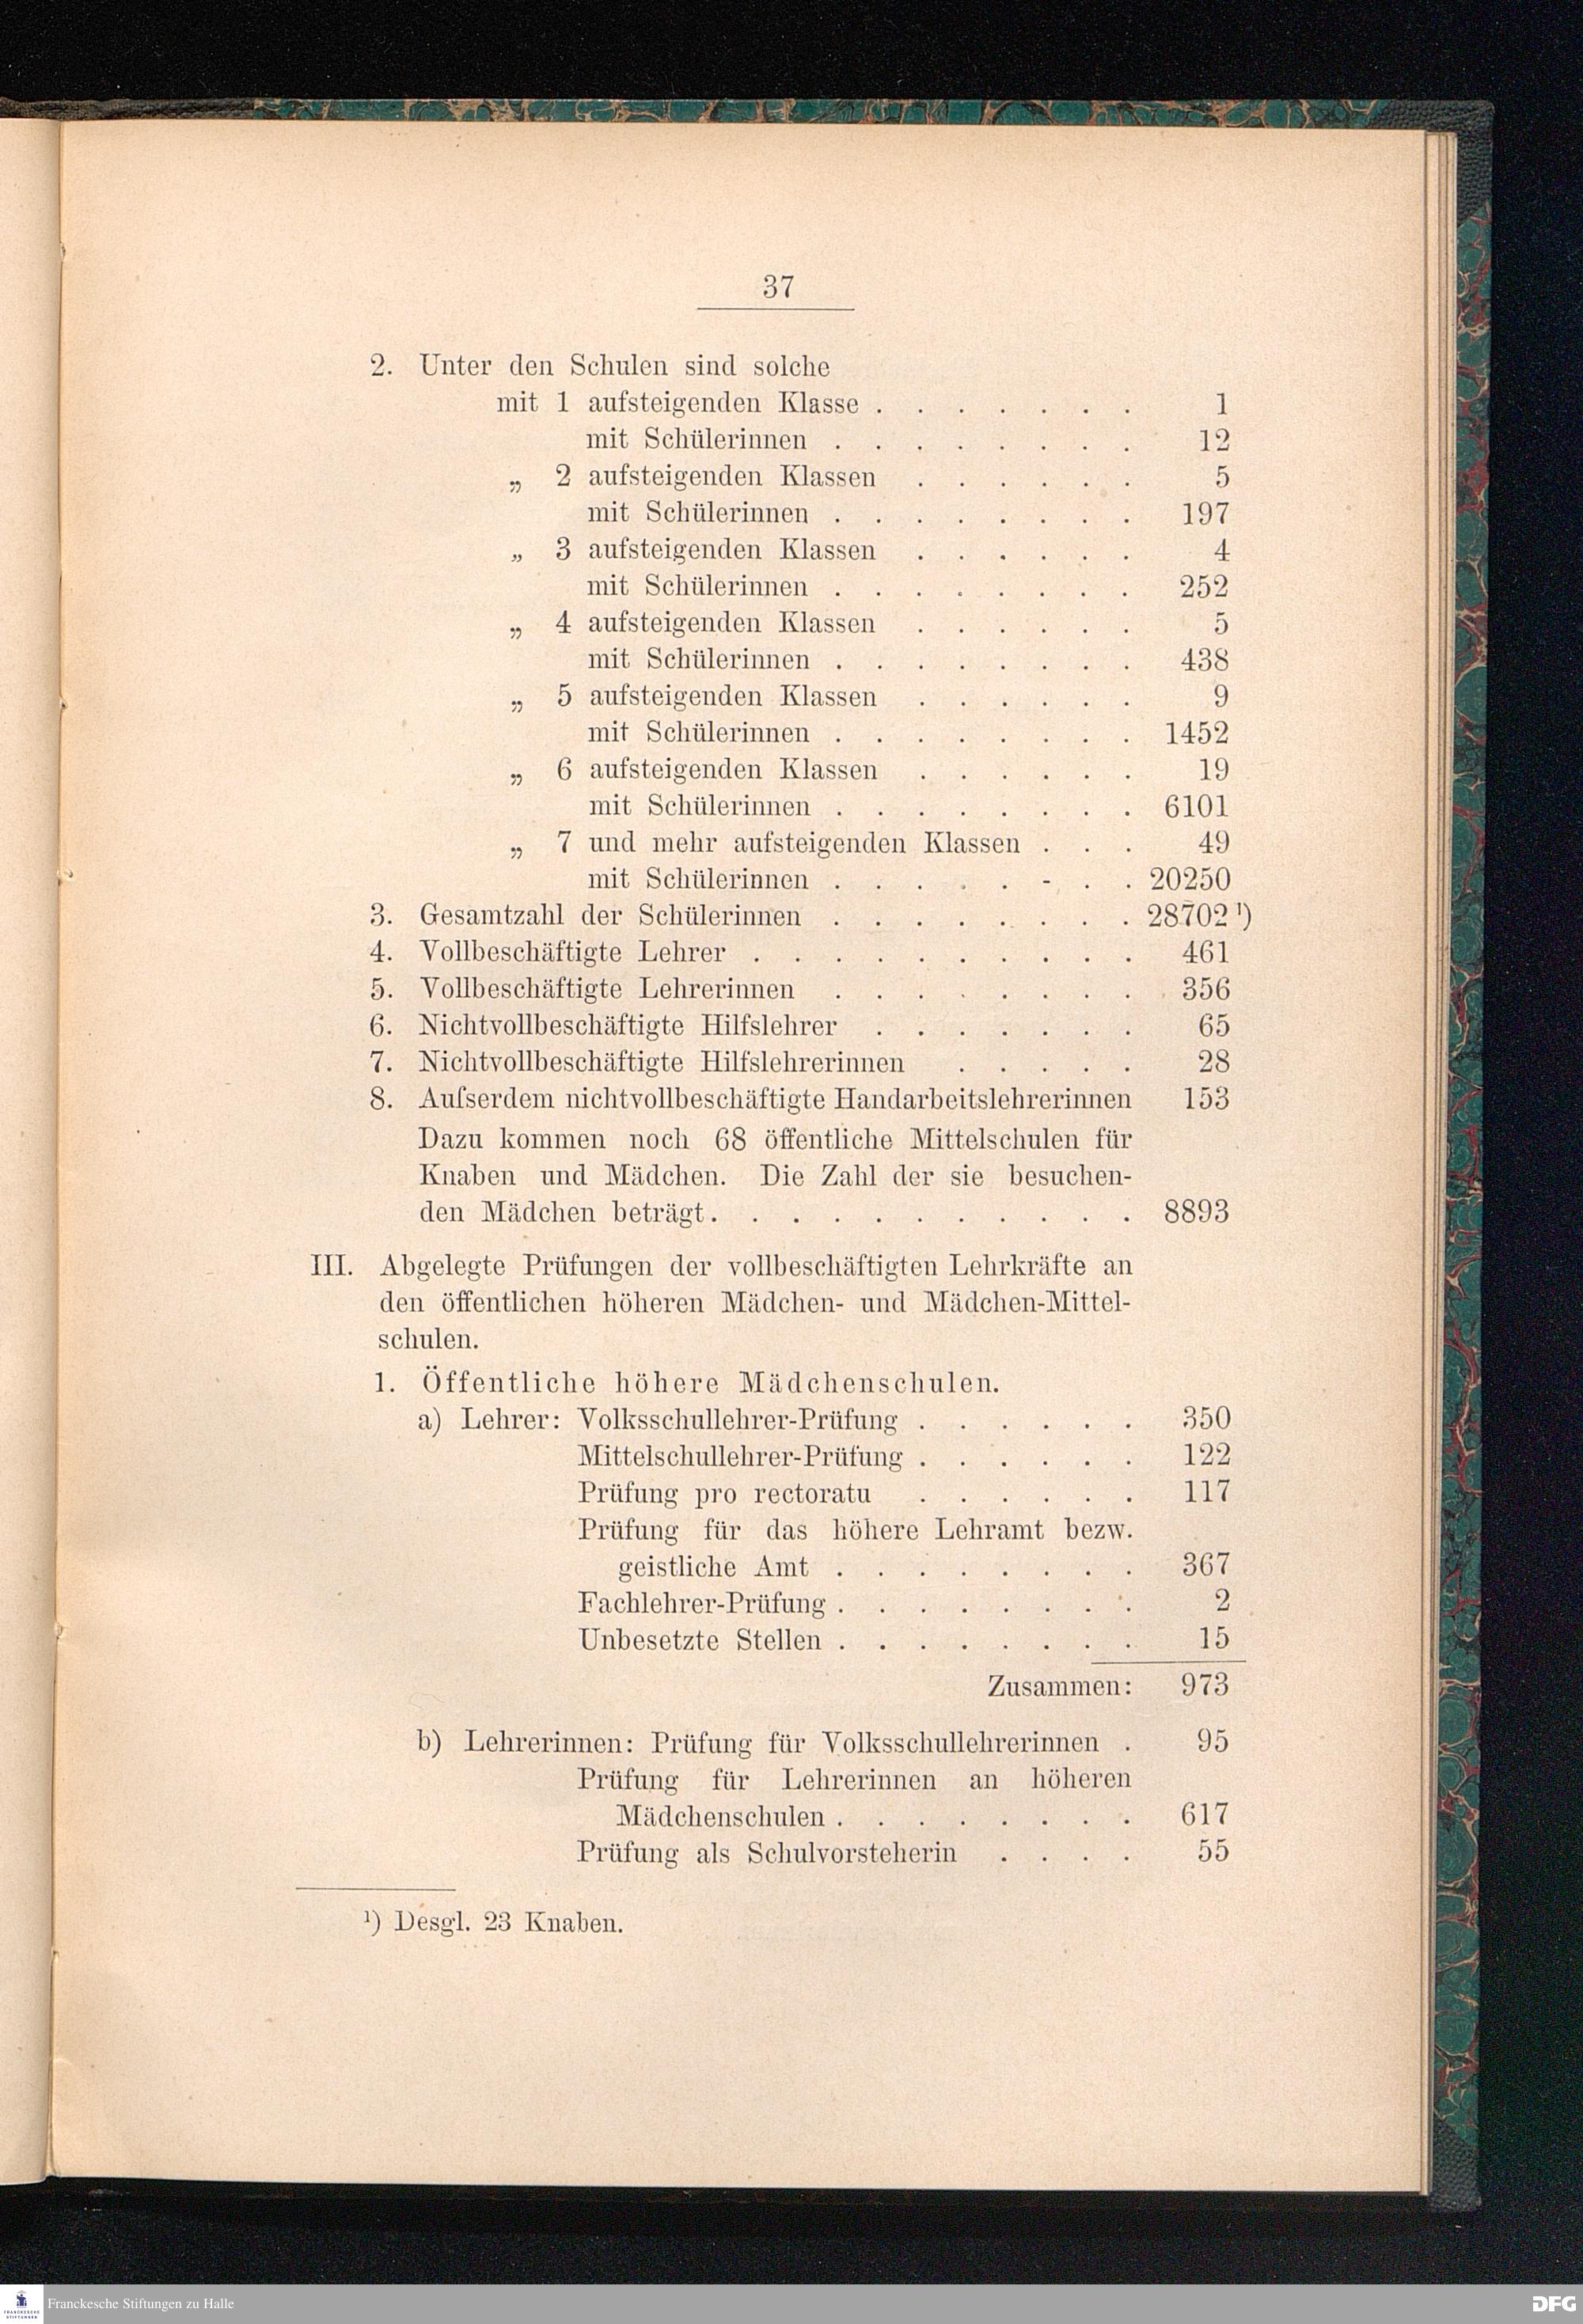 37
2. Unter den Schulen sind solche
mit 1 aufsteigenden Klasse . . . . . . . 1
mit Schülerinnen . . . . . . . . 12
„ 2 aufsteigenden Klassen . . . . . . 5
mit Schülerinnen . . . . . . . . 197
„ 3 aufsteigenden Klassen . . . . . . 4
mit Schülerinnen . . . . . . . . 252
„ 4 aufsteigenden Klassen . . . . . . 5
mit Schülerinnen . . . . . . . . 438
„ 5 aufsteigenden Klassen . . . . . . 9
mit Schülerinnen . . . . . . . . 1452
„ 6 aufsteigenden Klassen . . . . . . 19
mit Schülerinnen . . . . . . . . 6101
„ 7 und mehr aufsteigenden Klassen . . . 49
mit Schülerinnen . . . . . - . . 20250
3. Gesamtzahl der Schülerinnen . . . . . . . . 28702 ¹)
4. Vollbeschäftigte Lehrer . . . . . . . . . . 461
5. Vollbeschäftigte Lehrerinnen . . . . . . . . 356
6. Nichtvollbeschäftigte Hilfslehrer . . . . . . . 65
7. Nichtvollbeschäftigte Hilfslehrerinnen . . . . . 28
8. Aufserdem nichtvollbeschäftigte Handarbeitslehrerinnen 153
Dazu kommen noch 68 öffentliche Mittelschulen für
Knaben und Mädchen. Die Zahl der sie besuchen-
den Mädchen beträgt. . . . . . . . . . . 8893
III. Abgelegte Prüfungen der vollbeschäftigten Lehrkräfte an
den öffentlichen höheren Mädchen- und Mädchen-Mittel-
schulen.
1. Öffentliche höhere Mädchenschulen.
a) Lehrer: Volksschullehrer-Prüfung . . . . . . 350
Mittelschullehrer-Prüfung . . . . . . 122
Prüfung pro rectoratu . . . . . . 117
Prüfung für das höhere Lehramt bezw.
geistliche Amt . . . . . . . . 367
Fachlehrer-Prüfung . . . . . . . . 2
Unbesetzte Stellen . . . . . . . . 15
Zusammen: 973
b) Lehrerinnen: Prüfung für Volksschullehrerinnen . 95
Prüfung für Lehrerinnen an höheren
Mädchenschulen . . . . . . . . 617
Prüfung als Schulvorsteherin . . . . 55
¹) Desgl. 23 Knaben.
FRANCKESCHE STIFTUNGEN
Franckesche Stiftungen zu Halle
DFG